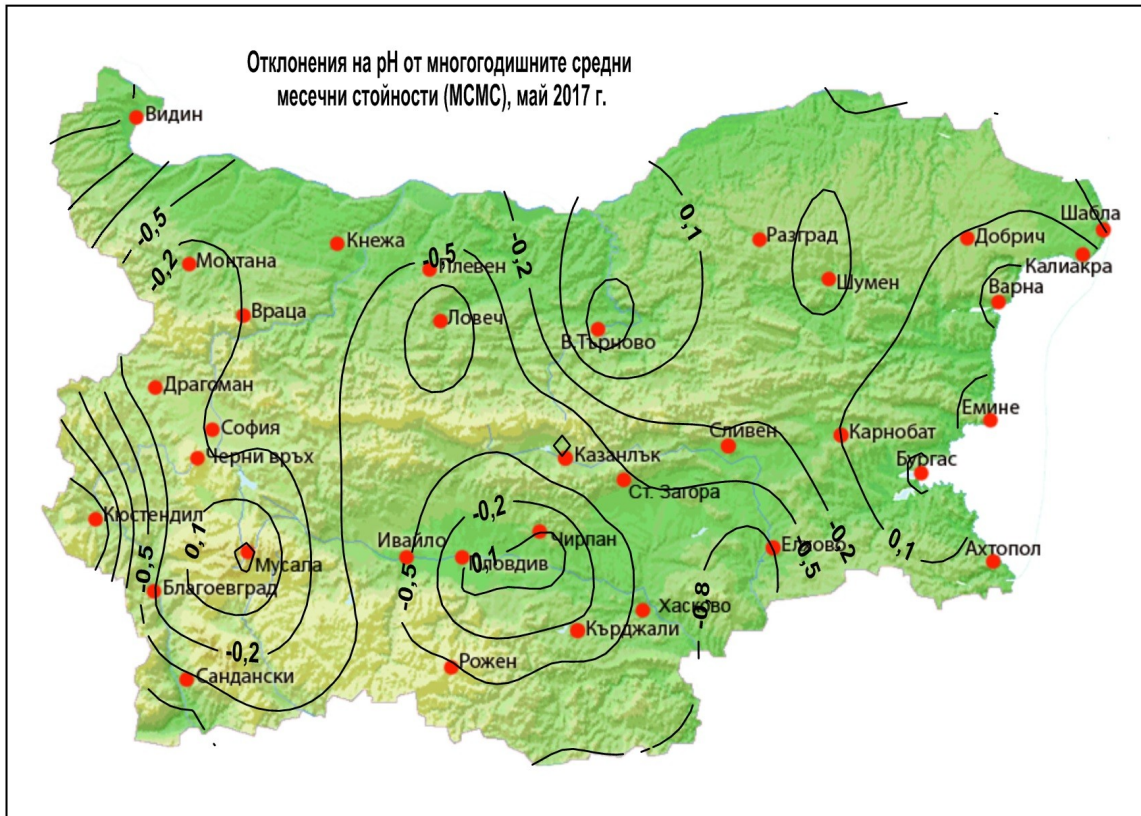 Отклонения на pH от многогодишните средни
месечни стойности (МСМС), май 2017 г.
Видин
-0,5
-0,2
Монтана
Кнежа
-0,5
Плевен
-0,2
0,1
Разград
Шумен
Добрич
Шабла
Калиакра
Варна
Враца
Ловеч
В.Търново
Драгоман
София
Черни връх
Казанлък
Сливен
Карнобат
Емине
Бургас
Ст. Загора
Кюстендил
0,1
-0,2
Чирпан
Ивайло
0,1
Пловдив
Мусала
Елхово
-0,2
-0,5
0,1
Ахтопол
-0,5
Благоевград
-0,5
-0,8
Хасково
Кърджали
-0,2
Рожен
Сандански